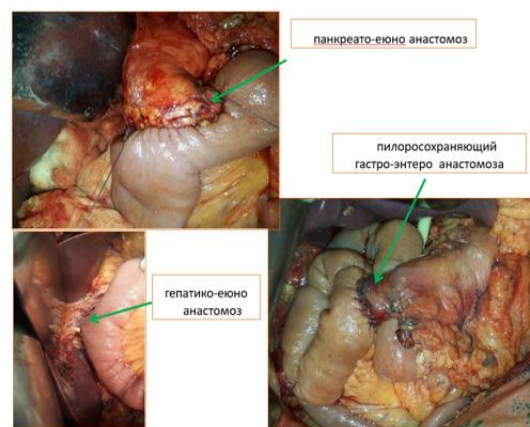 панкреато-еюно анастомоз
пилоросохраняющий
гастро-энтеро анастомоза
гепатико-еюно
анастомоз